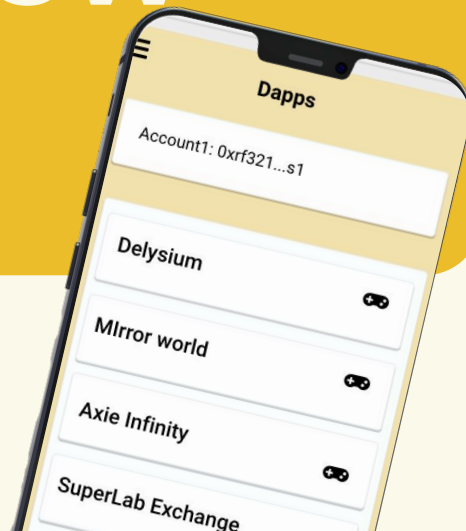 Dapps
Account1: 0xrf321...s1
Delysium
MIrror world
Axie Infinity
SuperLab Exchange